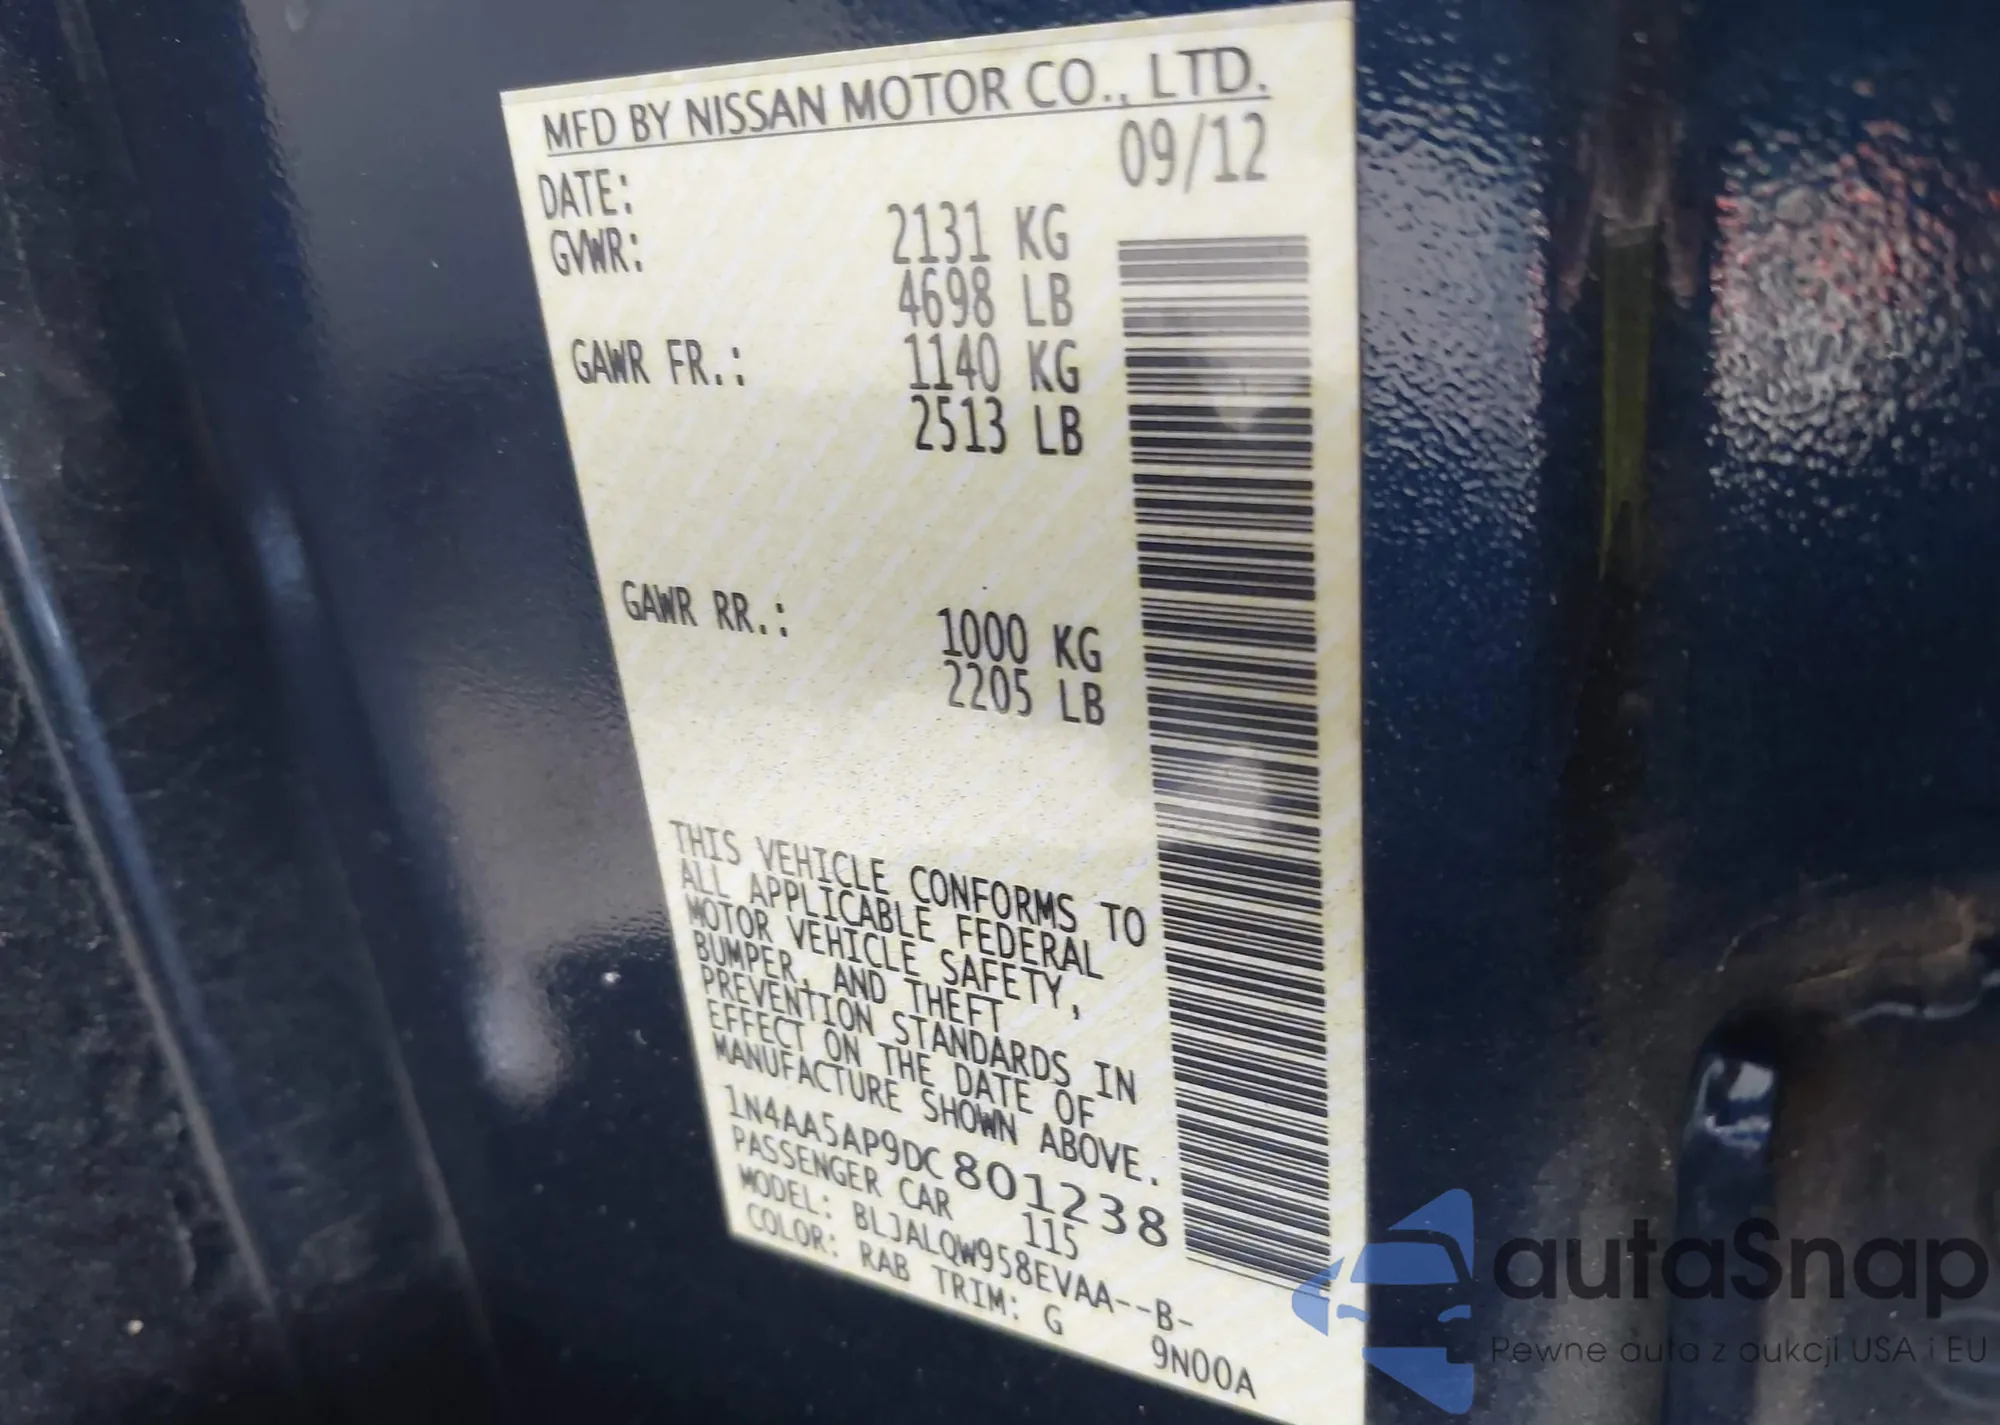 MFD BY NISSAN MOTOR CO., LTD.
DATE: 09/12
GVWR: 2131 KG
4698 LB
GAWR FR.: 1140 KG
2513 LB
GAWR RR.: 1000 KG
2205 LB
THIS VEHICLE CONFORMS TO
ALL APPLICABLE FEDERAL
MOTOR VEHICLE SAFETY,
BUMPER, AND THEFT
PREVENTION STANDARDS IN
EFFECT ON THE DATE OF
MANUFACTURE SHOWN ABOVE.
1N4AA5AP9DC801238
PASSENGER CAR 115
MODEL: BLJALQW958EVAA--B-
COLOR: RAB TRIM: G 9N00A
autaSnap
Pewne auta z aukcji USA i EU